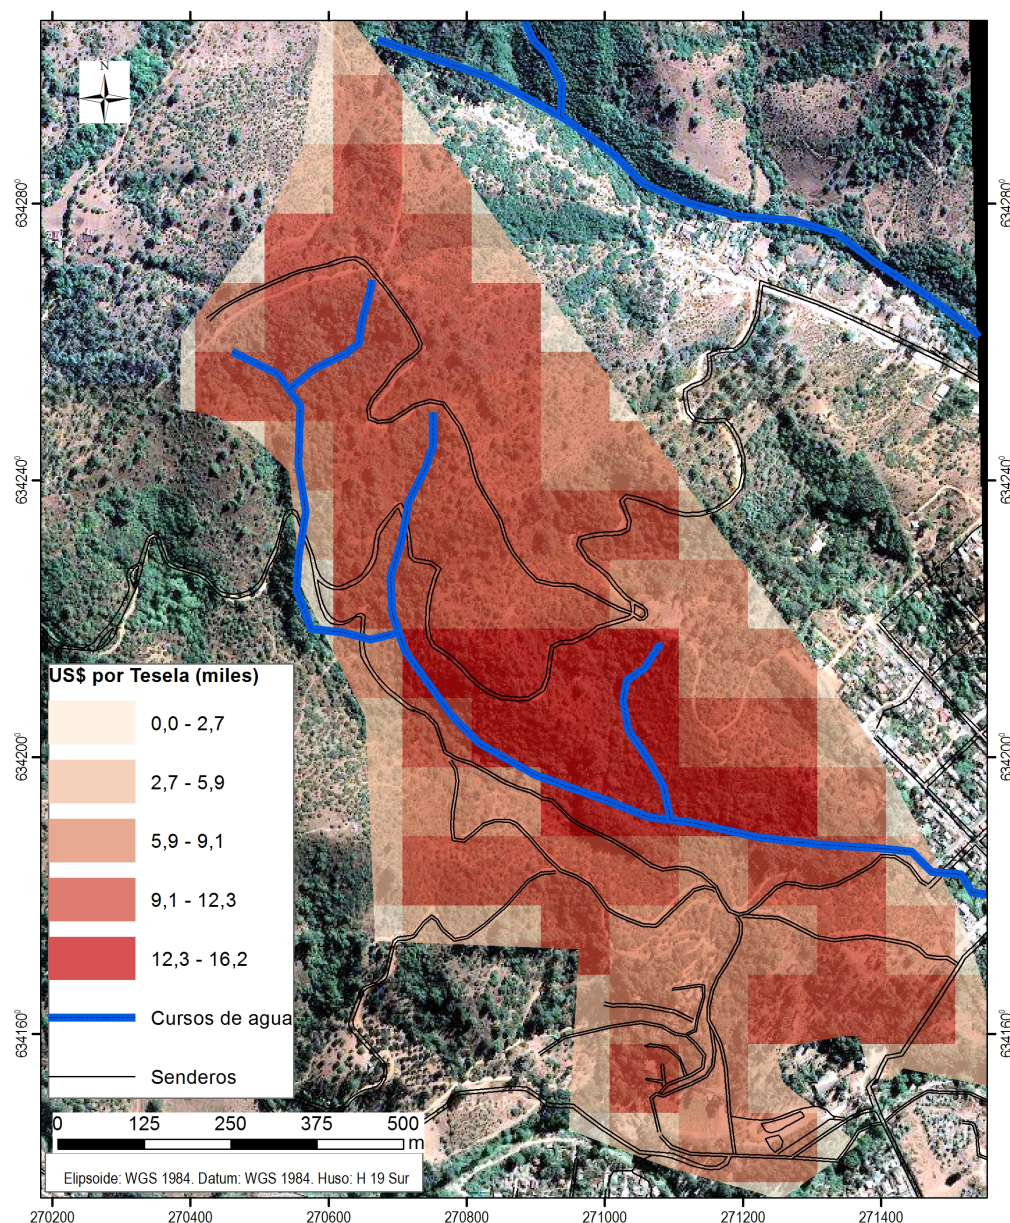 N
634280⁰
634280⁰
634240⁰
634240⁰
634200⁰
634200⁰
634160⁰
634160⁰
US$ por Tesela (miles)
0,0 - 2,7
2,7 - 5,9
5,9 - 9,1
9,1 - 12,3
12,3 - 16,2
Cursos de agua
Senderos
0 125 250 375 500
m
Elipsoide: WGS 1984. Datum: WGS 1984. Huso: H 19 Sur
270200 270400 270600 270800 271000 271200 271400